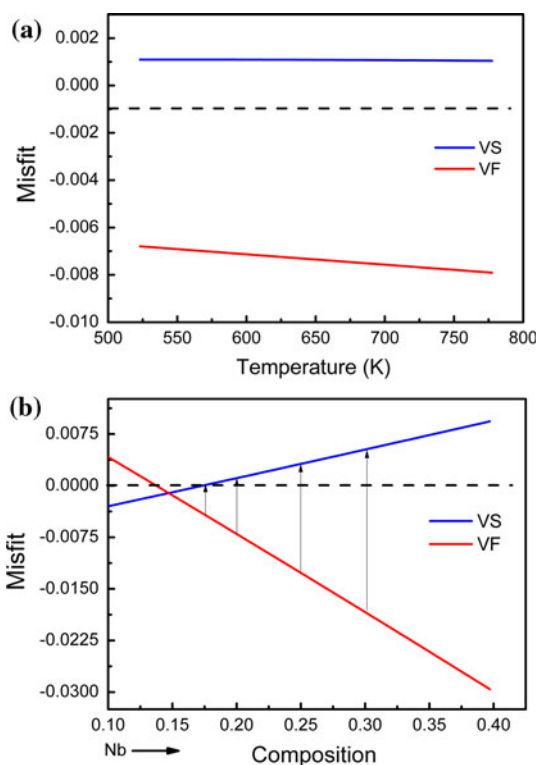 (a)
0.002
0.000
-0.002
-0.004
-0.006
-0.008
-0.010
Misfit
VS
VF
500 550 600 650 700 750 800
Temperature (K)
(b)
0.0075
0.0000
-0.0075
-0.0150
-0.0225
-0.0300
Misfit
VS
VF
0.10 0.15 0.20 0.25 0.30 0.35 0.40
Nb
Composition